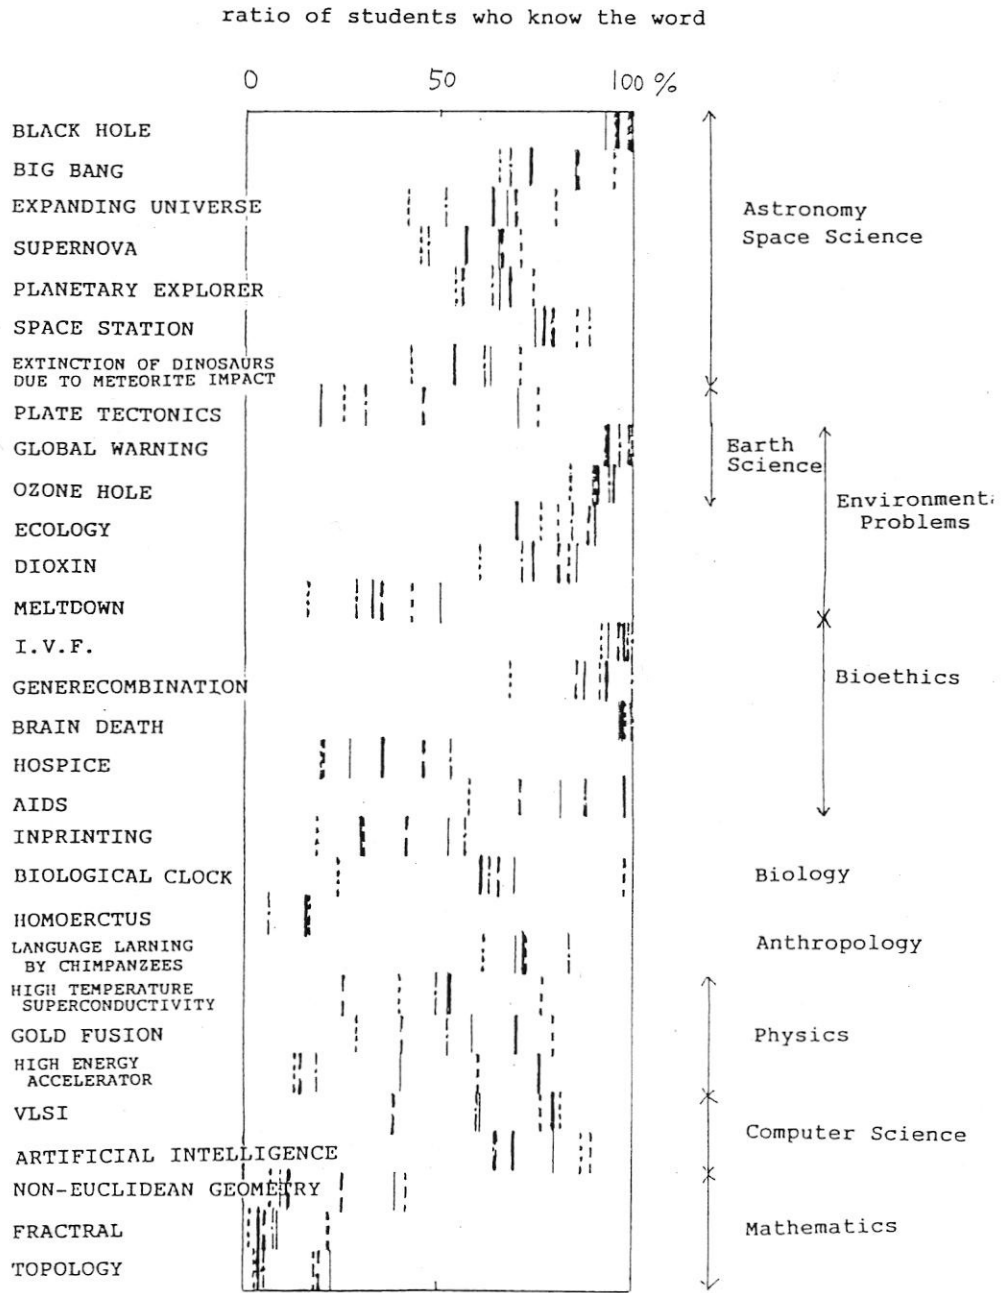 ratio of students who know the word
0 50 100 %
BLACK HOLE
BIG BANG
EXPANDING UNIVERSE
SUPERNOVA
PLANETARY EXPLORER
SPACE STATION
EXTINCTION OF DINOSAURS
DUE TO METEORITE IMPACT
PLATE TECTONICS
GLOBAL WARNING
OZONE HOLE
ECOLOGY
DIOXIN
MELTDOWN
I.V.F.
GENERECOMBINATION
BRAIN DEATH
HOSPICE
AIDS
INPRINTING
BIOLOGICAL CLOCK
HOMOERCTUS
LANGUAGE LARNING
BY CHIMPANZEES
HIGH TEMPERATURE
SUPERCONDUCTIVITY
GOLD FUSION
HIGH ENERGY
ACCELERATOR
VLSI
ARTIFICIAL INTELLIGENCE
NON-EUCLIDEAN GEOMETRY
FRACTRAL
TOPOLOGY
Astronomy
Space Science
Earth
Science
Environment
Problems
Bioethics
Biology
Anthropology
Physics
Computer Science
Mathematics